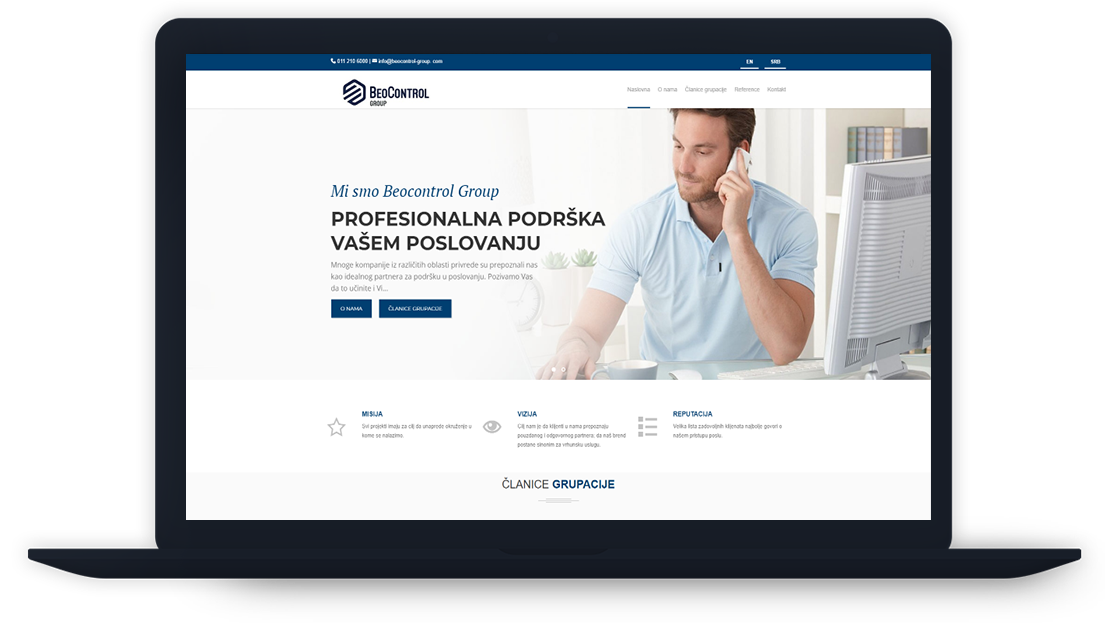 011 210 6000 | info@beocontrol-group.com
EN SRB
BEOCONTROL
GROUP
Naslovna O nama Članice grupacije Reference Kontakt
Mi smo Beocontrol Group
PROFESIONALNA PODRŠKA
VAŠEM POSLOVANJU
Mnoge kompanije iz različitih oblasti privrede su prepoznali nas
kao idealnog partnera za podršku u poslovanju. Pozivamo Vas
da to učinite i Vi...
O NAMA
ČLANICE GRUPACIJE
MISIJA
Svi projekti imaju za cilj da unaprede okruženje u
kome se nalazimo.
VIZIJA
Cilj nam je da klijenti u nama prepoznaju
pouzdanog i odgovornog partnera, da naš brend
postane sinonim za vrhunsku uslugu.
REPUTACIJA
Velika lista zadovoljnih klijenata najbolje govori o
našem pristupu poslu.
ČLANICE GRUPACIJE